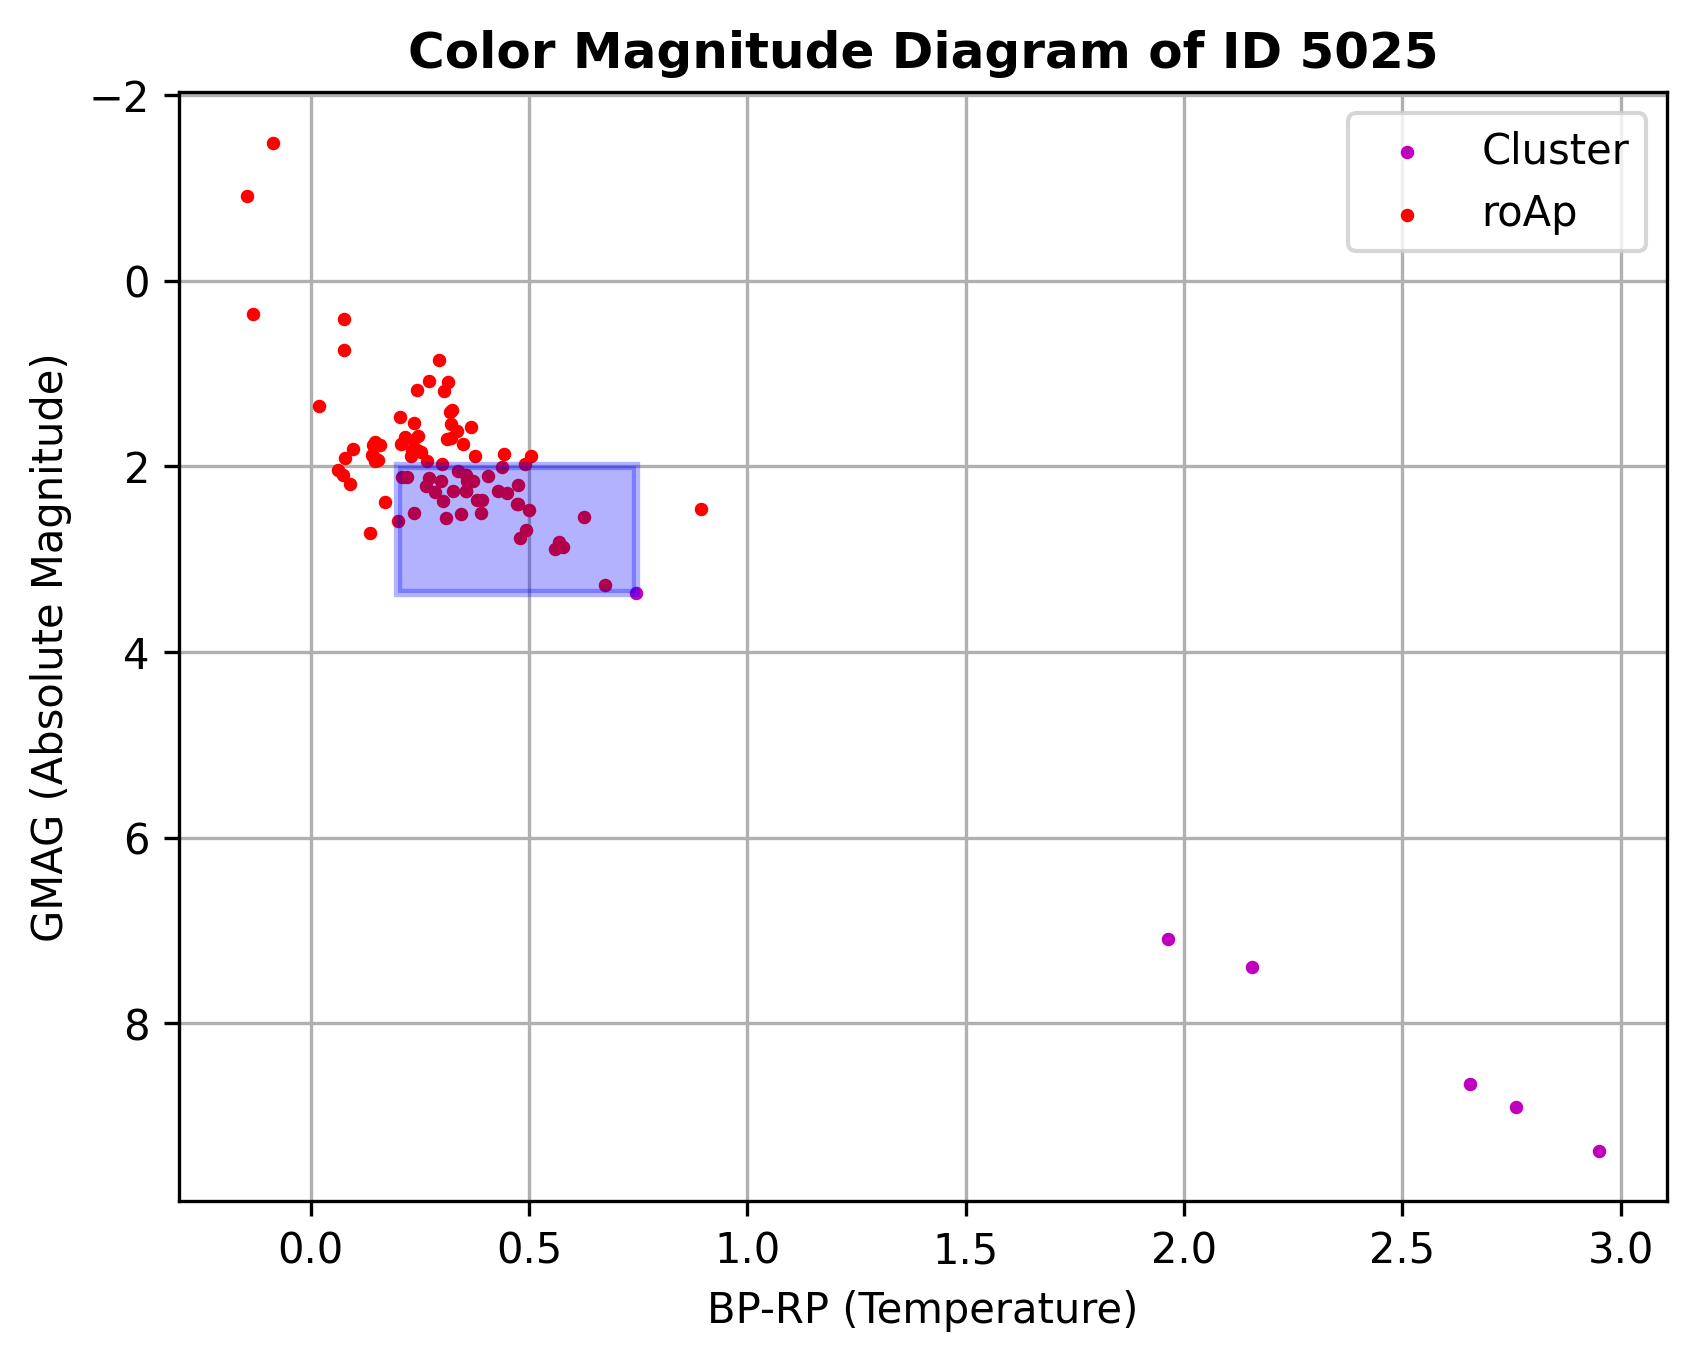 Color Magnitude Diagram of ID 5025
Cluster
roAp
−2
0
2
4
6
8
GMAG (Absolute Magnitude)
0.0 0.5 1.0 1.5 2.0 2.5 3.0
BP-RP (Temperature)